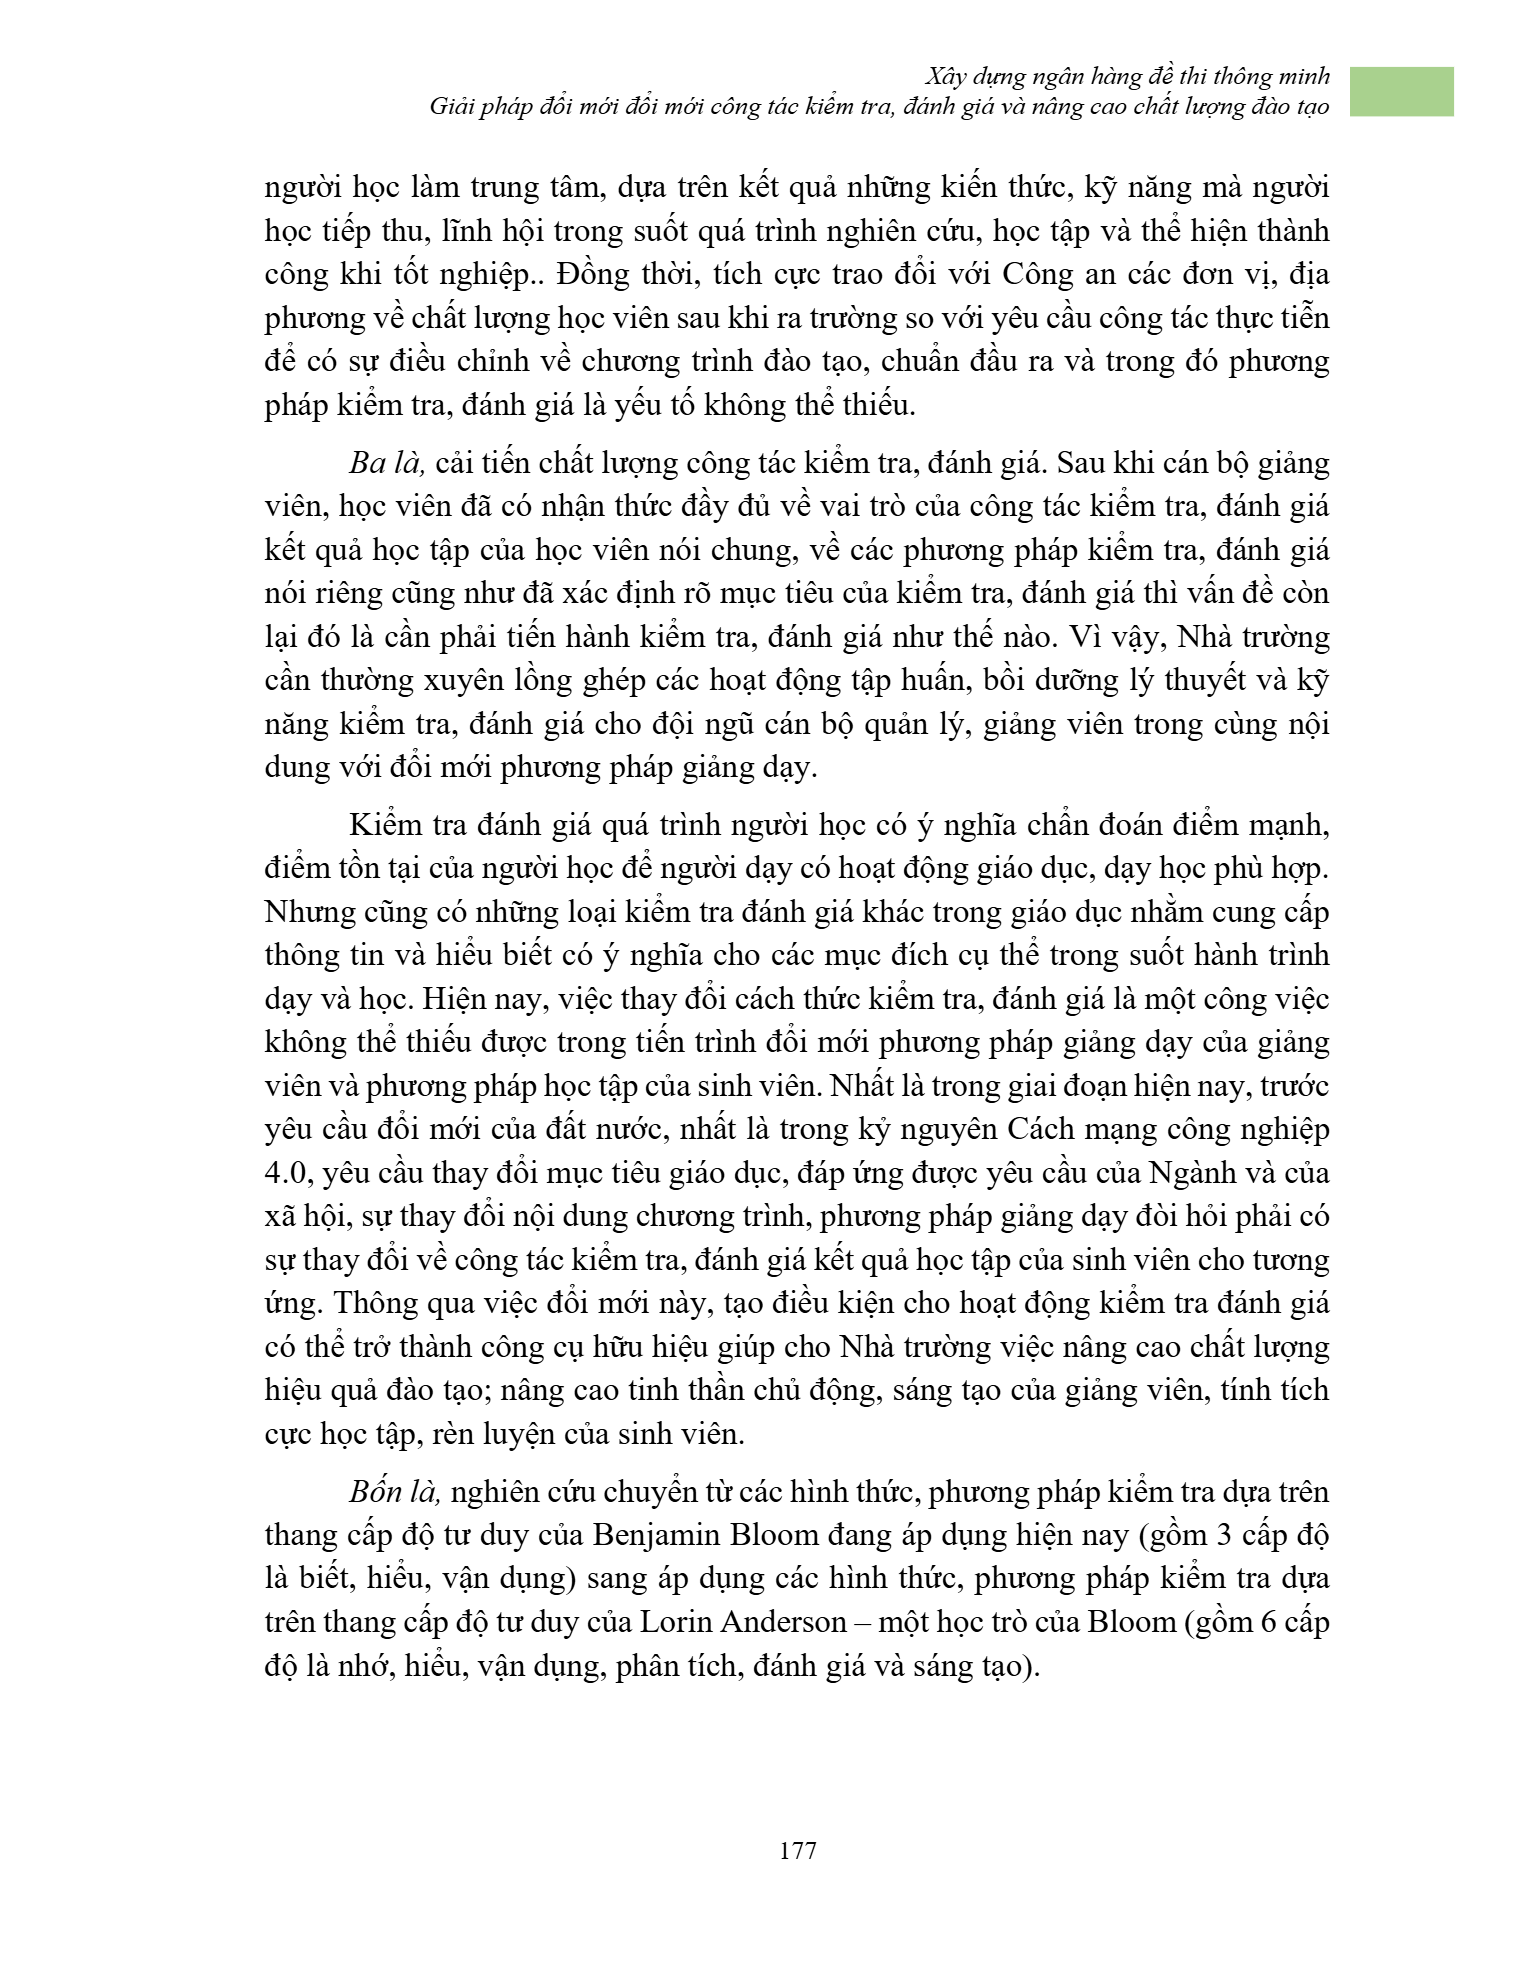 Xây dựng ngân hàng đề thi thông minh
Giải pháp đổi mới đổi mới công tác kiểm tra, đánh giá và nâng cao chất lượng đào tạo
người học làm trung tâm, dựa trên kết quả những kiến thức, kỹ năng mà người
học tiếp thu, lĩnh hội trong suốt quá trình nghiên cứu, học tập và thể hiện thành
công khi tốt nghiệp.. Đồng thời, tích cực trao đổi với Công an các đơn vị, địa
phương về chất lượng học viên sau khi ra trường so với yêu cầu công tác thực tiễn
để có sự điều chỉnh về chương trình đào tạo, chuẩn đầu ra và trong đó phương
pháp kiểm tra, đánh giá là yếu tố không thể thiếu.
Ba là, cải tiến chất lượng công tác kiểm tra, đánh giá. Sau khi cán bộ giảng
viên, học viên đã có nhận thức đầy đủ về vai trò của công tác kiểm tra, đánh giá
kết quả học tập của học viên nói chung, về các phương pháp kiểm tra, đánh giá
nói riêng cũng như đã xác định rõ mục tiêu của kiểm tra, đánh giá thì vấn đề còn
lại đó là cần phải tiến hành kiểm tra, đánh giá như thế nào. Vì vậy, Nhà trường
cần thường xuyên lồng ghép các hoạt động tập huấn, bồi dưỡng lý thuyết và kỹ
năng kiểm tra, đánh giá cho đội ngũ cán bộ quản lý, giảng viên trong cùng nội
dung với đổi mới phương pháp giảng dạy.
Kiểm tra đánh giá quá trình người học có ý nghĩa chẩn đoán điểm mạnh,
điểm tồn tại của người học để người dạy có hoạt động giáo dục, dạy học phù hợp.
Nhưng cũng có những loại kiểm tra đánh giá khác trong giáo dục nhằm cung cấp
thông tin và hiểu biết có ý nghĩa cho các mục đích cụ thể trong suốt hành trình
dạy và học. Hiện nay, việc thay đổi cách thức kiểm tra, đánh giá là một công việc
không thể thiếu được trong tiến trình đổi mới phương pháp giảng dạy của giảng
viên và phương pháp học tập của sinh viên. Nhất là trong giai đoạn hiện nay, trước
yêu cầu đổi mới của đất nước, nhất là trong kỷ nguyên Cách mạng công nghiệp
4.0, yêu cầu thay đổi mục tiêu giáo dục, đáp ứng được yêu cầu của Ngành và của
xã hội, sự thay đổi nội dung chương trình, phương pháp giảng dạy đòi hỏi phải có
sự thay đổi về công tác kiểm tra, đánh giá kết quả học tập của sinh viên cho tương
ứng. Thông qua việc đổi mới này, tạo điều kiện cho hoạt động kiểm tra đánh giá
có thể trở thành công cụ hữu hiệu giúp cho Nhà trường việc nâng cao chất lượng
hiệu quả đào tạo; nâng cao tinh thần chủ động, sáng tạo của giảng viên, tính tích
cực học tập, rèn luyện của sinh viên.
Bốn là, nghiên cứu chuyển từ các hình thức, phương pháp kiểm tra dựa trên
thang cấp độ tư duy của Benjamin Bloom đang áp dụng hiện nay (gồm 3 cấp độ
là biết, hiểu, vận dụng) sang áp dụng các hình thức, phương pháp kiểm tra dựa
trên thang cấp độ tư duy của Lorin Anderson – một học trò của Bloom (gồm 6 cấp
độ là nhớ, hiểu, vận dụng, phân tích, đánh giá và sáng tạo).
177